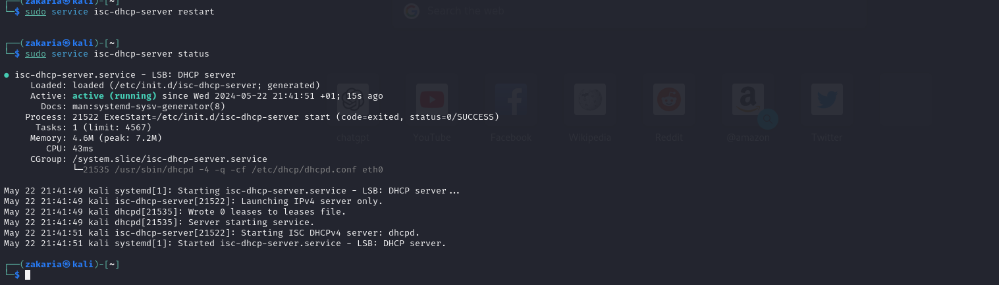 ┌──(zakaria㉿kali)-[~]
└─$ sudo service isc-dhcp-server restart
Search the web
┌──(zakaria㉿kali)-[~]
└─$ sudo service isc-dhcp-server status
● isc-dhcp-server.service - LSB: DHCP server
Loaded: loaded (/etc/init.d/isc-dhcp-server; generated)
Active: active (running) since Wed 2024-05-22 21:41:51 +01; 15s ago
Docs: man:systemd-sysv-generator(8)
Process: 21522 ExecStart=/etc/init.d/isc-dhcp-server start (code=exited, status=0/SUCCESS)
Tasks: 1 (limit: 4567)
Memory: 4.6M (peak: 7.2M)
chatgpt YouTube Facebook Wikipedia Reddit @amazon Twitter
CPU: 43ms
CGroup: /system.slice/isc-dhcp-server.service
└─21535 /usr/sbin/dhcpd -4 -q -cf /etc/dhcp/dhcpd.conf eth0
May 22 21:41:49 kali systemd[1]: Starting isc-dhcp-server.service - LSB: DHCP server...
May 22 21:41:49 kali isc-dhcp-server[21522]: Launching IPv4 server only.
May 22 21:41:49 kali dhcpd[21535]: Wrote 0 leases to leases file.
May 22 21:41:49 kali dhcpd[21535]: Server starting service.
May 22 21:41:51 kali isc-dhcp-server[21522]: Starting ISC DHCPv4 server: dhcpd.
May 22 21:41:51 kali systemd[1]: Started isc-dhcp-server.service - LSB: DHCP server.
┌──(zakaria㉿kali)-[~]
└─$